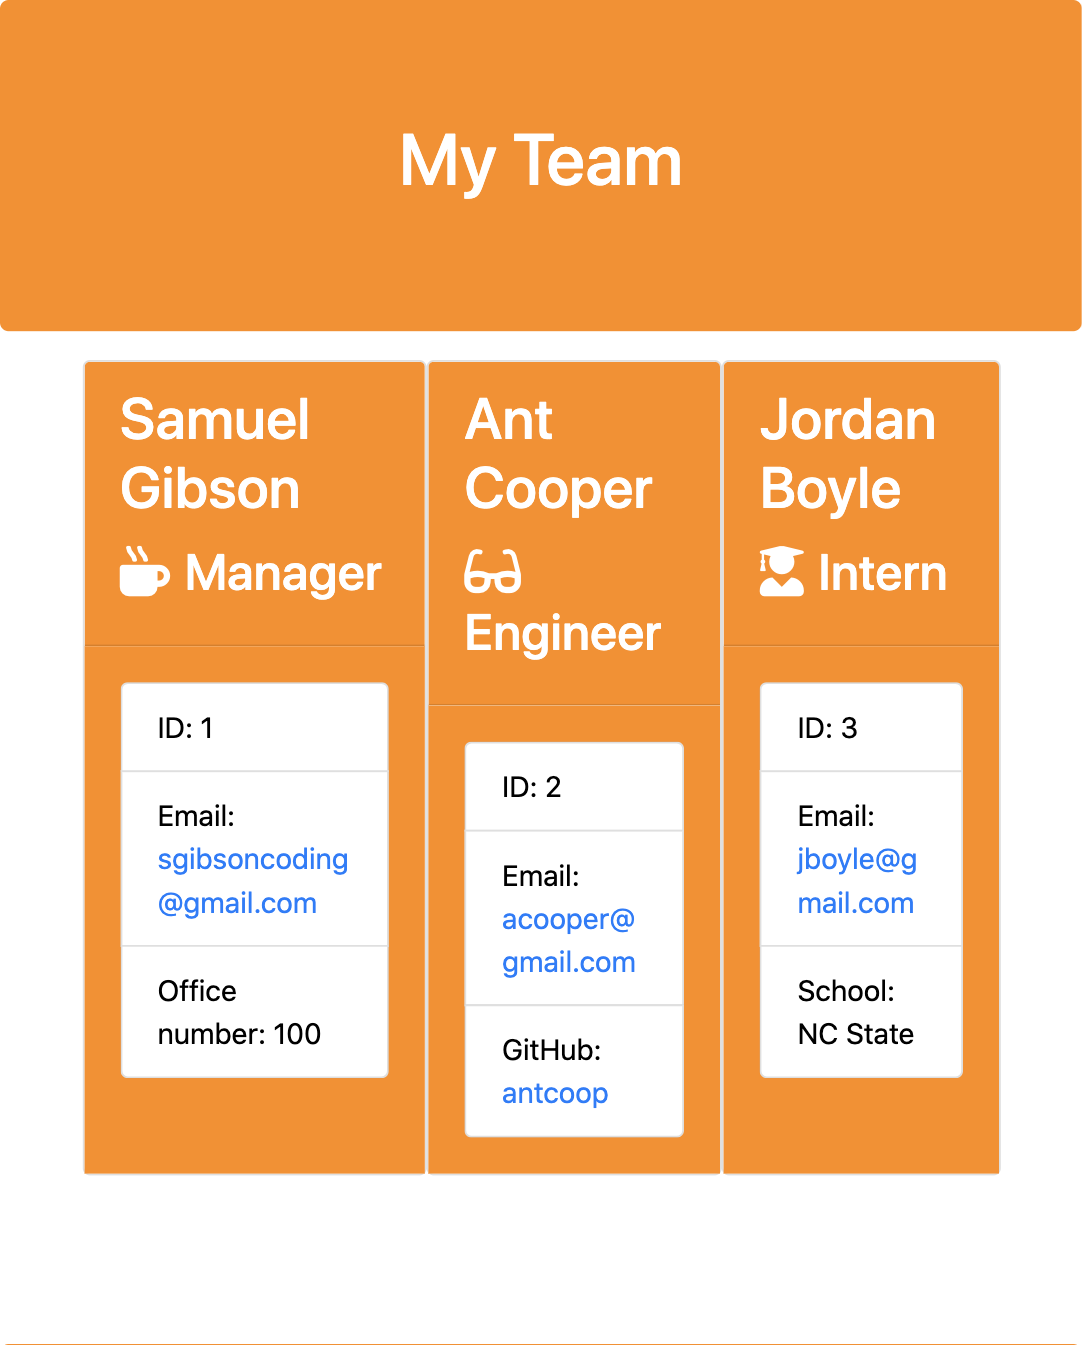 My Team
Samuel
Gibson
Manager
ID: 1
Email:
sgibsoncoding
@gmail.com
Office
number: 100
Ant
Cooper
Engineer
ID: 2
Email:
acooper@
gmail.com
GitHub:
antcoop
Jordan
Boyle
Intern
ID: 3
Email:
jboyle@g
mail.com
School:
NC State